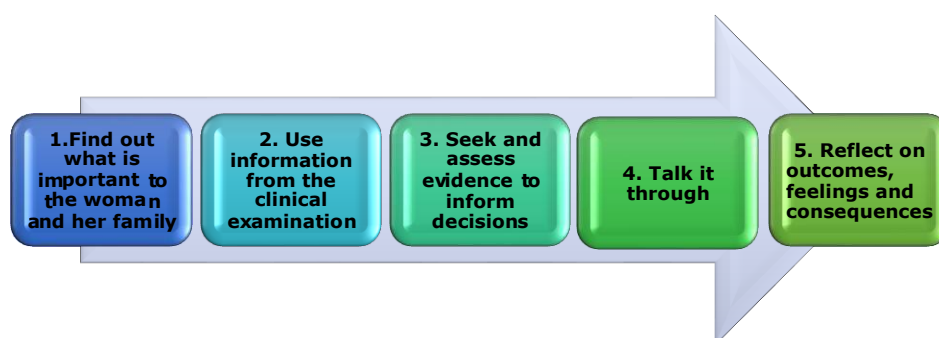 1.Find out
what is
important to
the woman
and her family
2. Use
information
from the
clinical
examination
3. Seek and
assess
evidence to
inform
decisions
4. Talk it
through
5. Reflect on
outcomes,
feelings and
consequences